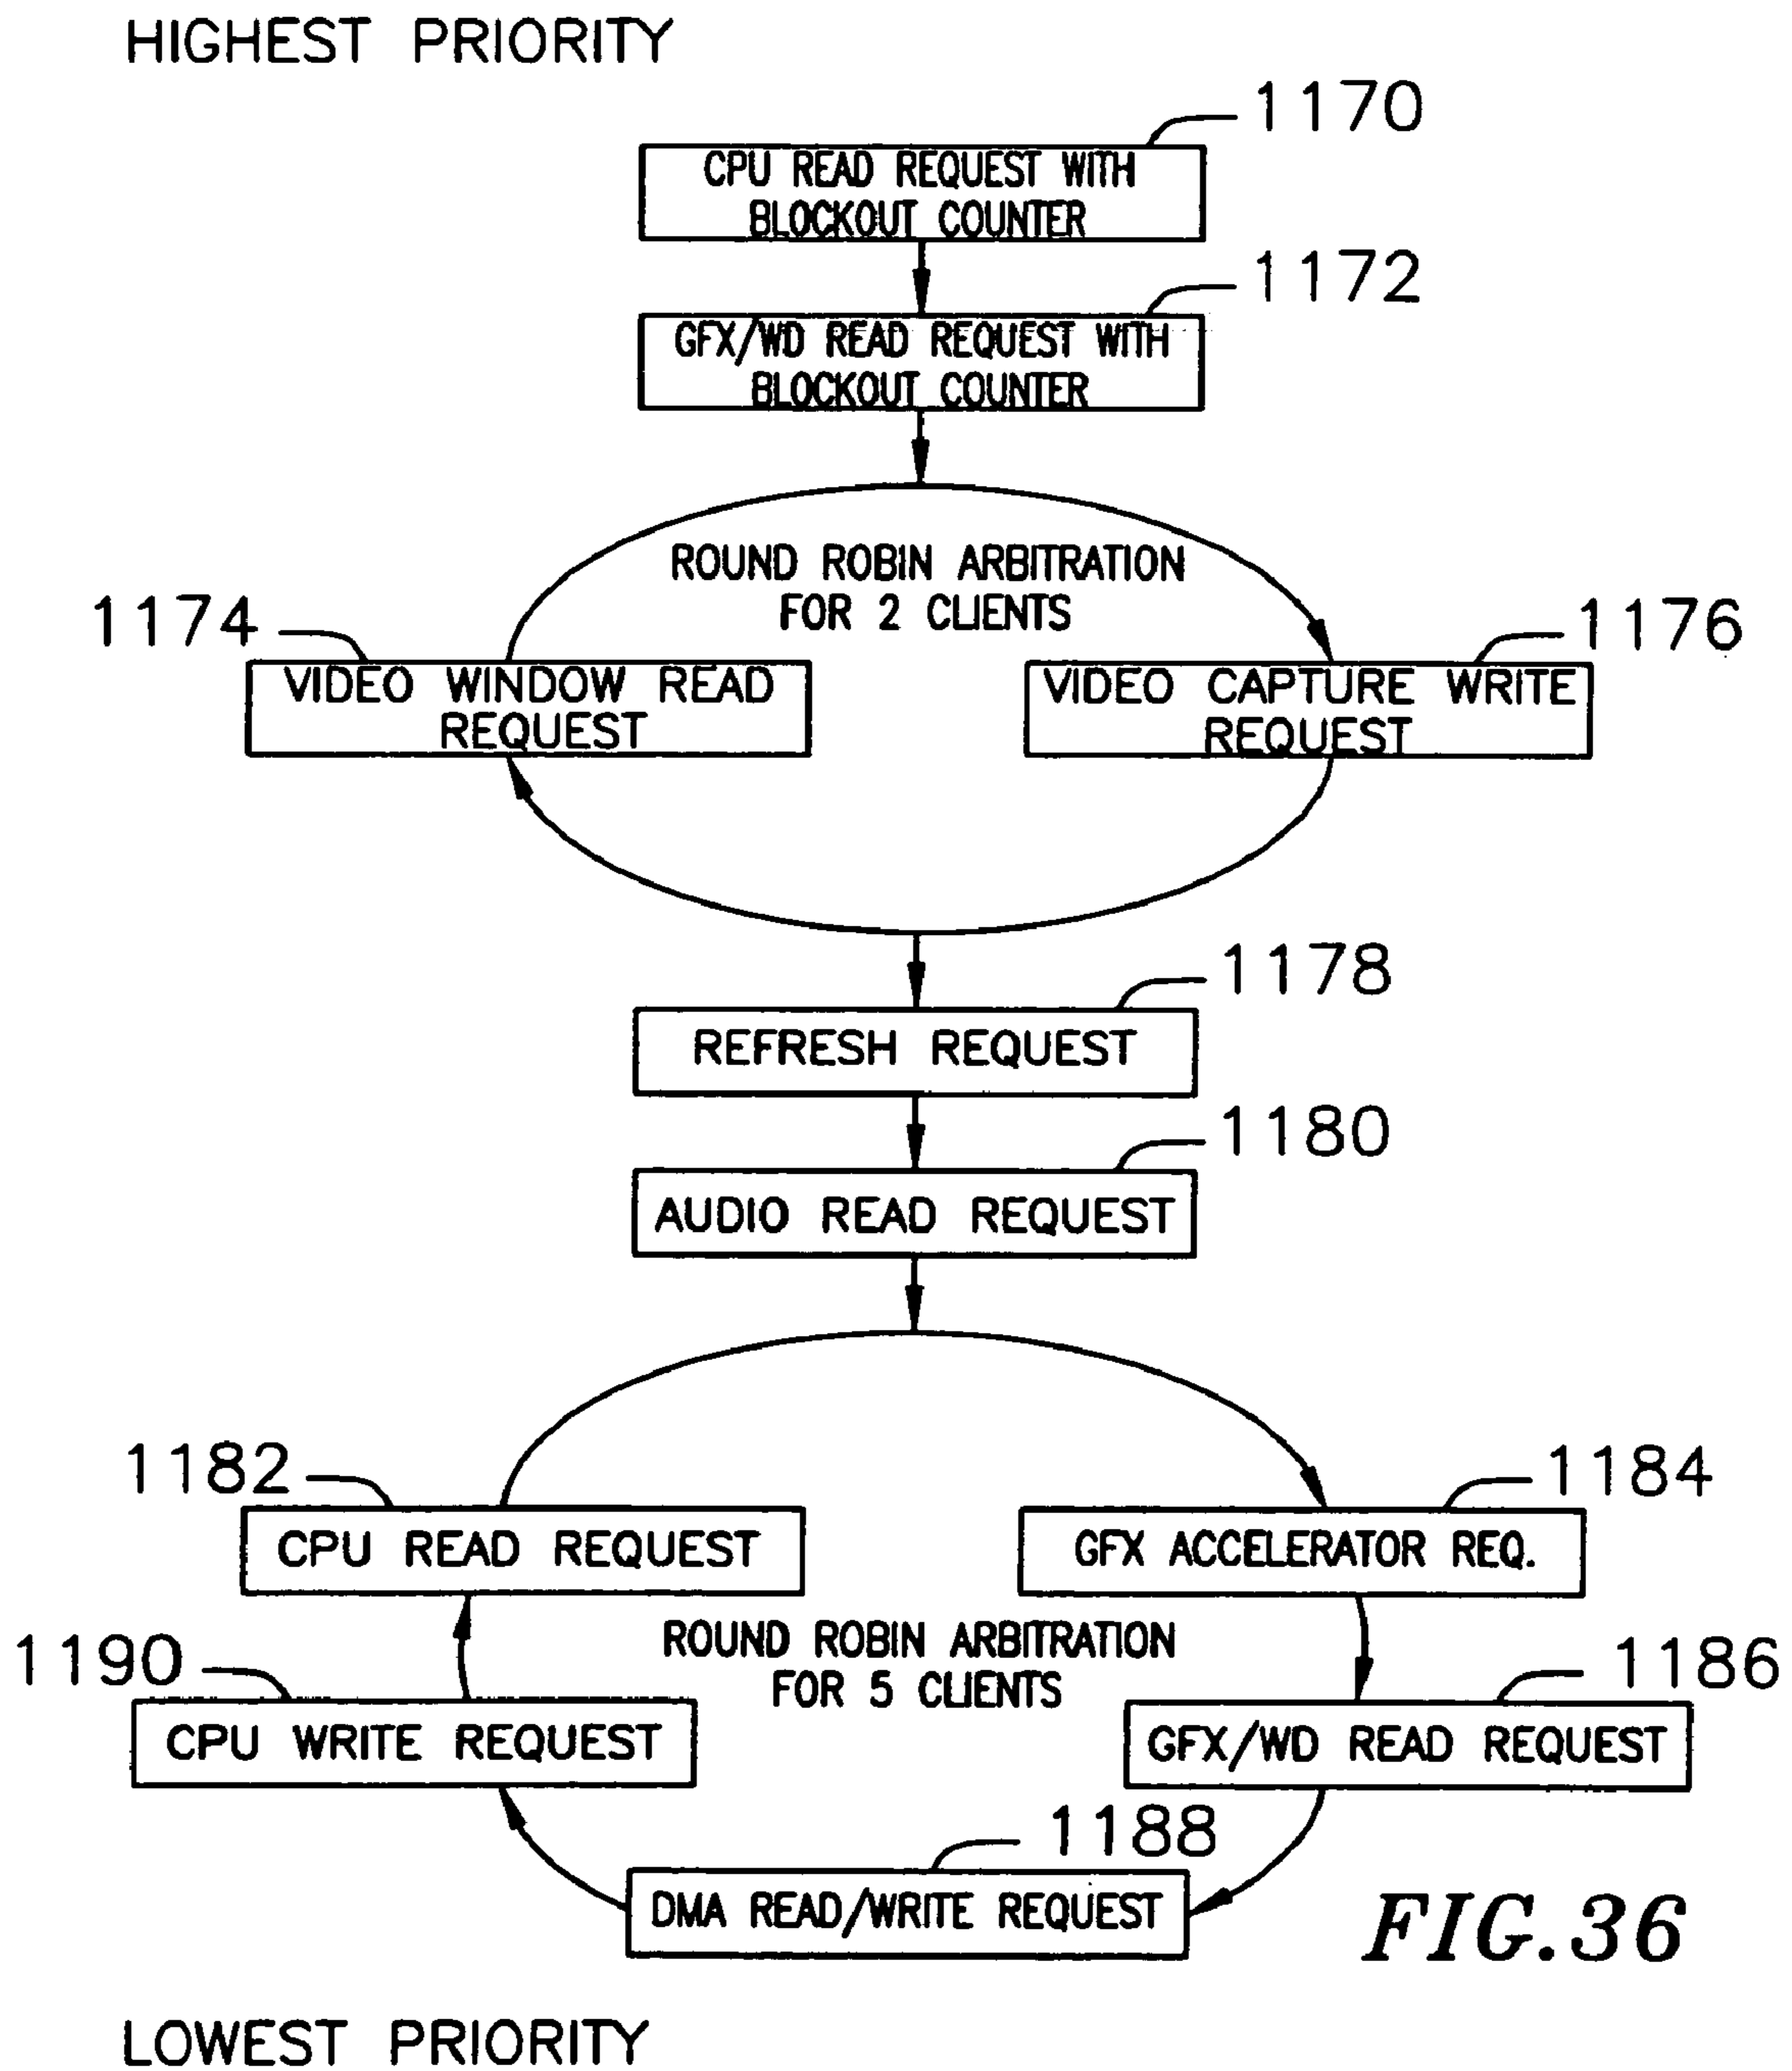 HIGHEST PRIORITY
1170
CPU READ REQUEST WITH
BLOCKOUT COUNTER
1172
GFX/WD READ REQUEST WITH
BLOCKOUT COUNTER
ROUND ROBIN ARBITRATION
FOR 2 CLIENTS
1174
1176
VIDEO WINDOW READ
REQUEST
VIDEO CAPTURE WRITE
REQUEST
1178
REFRESH REQUEST
1180
AUDIO READ REQUEST
1182
1184
CPU READ REQUEST
GFX ACCELERATOR REQ.
ROUND ROBIN ARBITRATION
FOR 5 CLIENTS
1190
1186
CPU WRITE REQUEST
GFX/WD READ REQUEST
1188
DMA READ/WRITE REQUEST
FIG.36
LOWEST PRIORITY